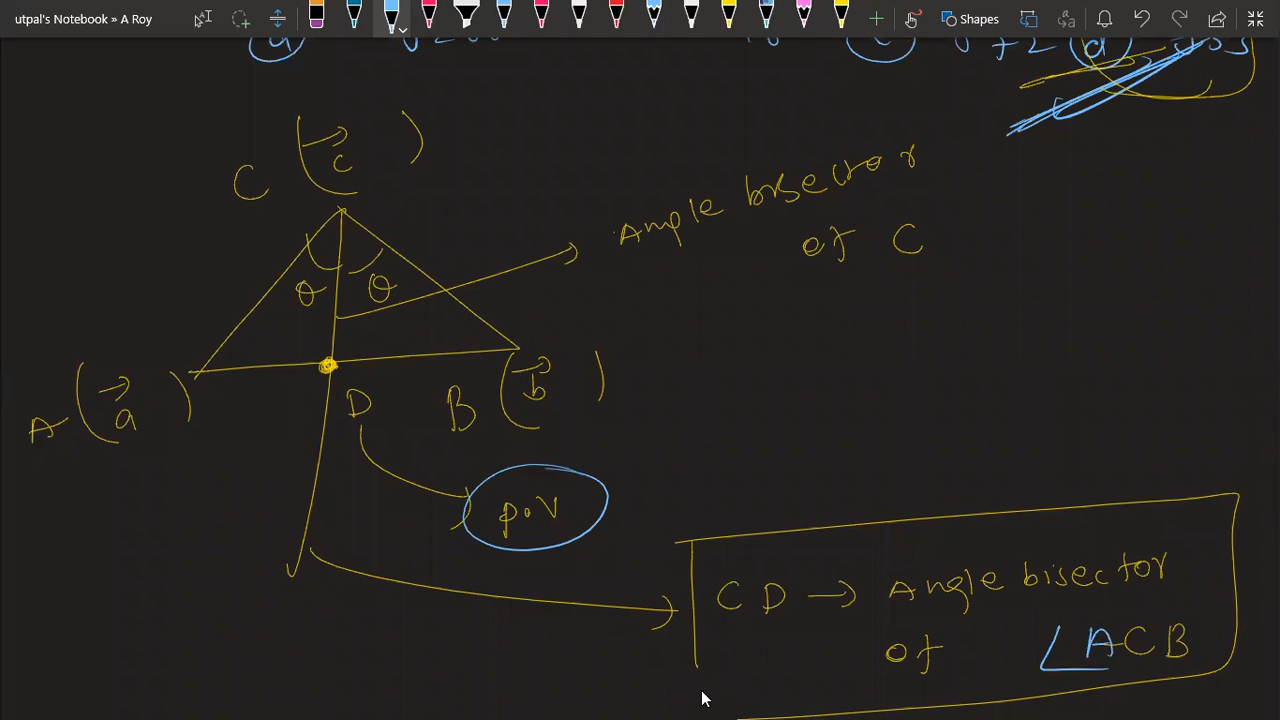 utpal's Notebook » A Roy
Shapes
C (c⃗)
Angle bisector
of C
θ θ
A (a⃗)
D
B (b⃗)
p.v
CD → Angle bisector
of ∠ACB